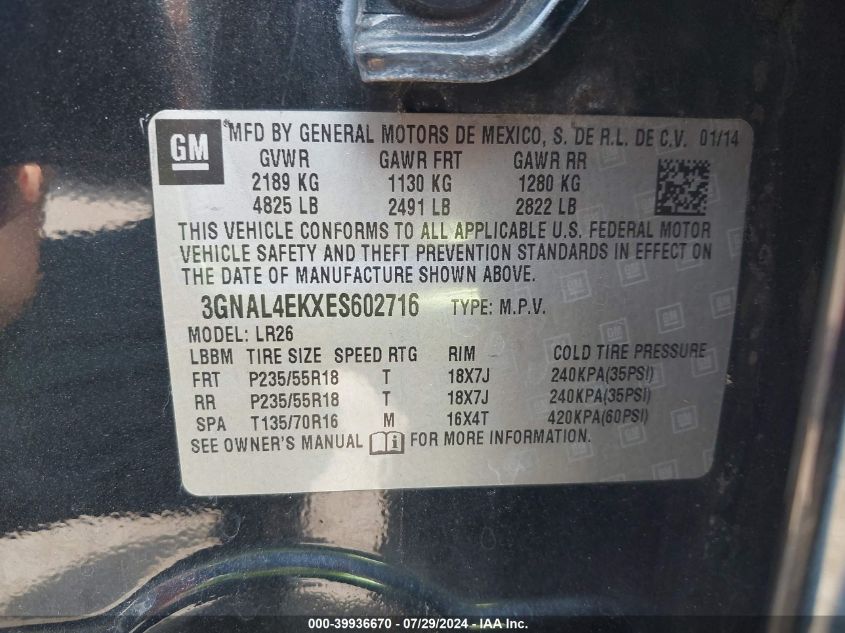 GM MFD BY GENERAL MOTORS DE MEXICO, S. DE R.L. DE C.V. 01/14
GVWR GAWR FRT GAWR RR
2189 KG 1130 KG 1280 KG
4825 LB 2491 LB 2822 LB
THIS VEHICLE CONFORMS TO ALL APPLICABLE U.S. FEDERAL MOTOR
VEHICLE SAFETY AND THEFT PREVENTION STANDARDS IN EFFECT ON
THE DATE OF MANUFACTURE SHOWN ABOVE.
3GNAL4EKXES602716 TYPE: M.P.V.
MODEL: LR26
LBBM TIRE SIZE SPEED RTG RIM COLD TIRE PRESSURE
FRT P235/55R18 T 18X7J 240KPA(35PSI)
RR P235/55R18 T 18X7J 240KPA(35PSI)
SPA T135/70R16 M 16X4T 420KPA(60PSI)
SEE OWNER'S MANUAL FOR MORE INFORMATION.
000-39936670 - 07/29/2024 - IAA Inc.